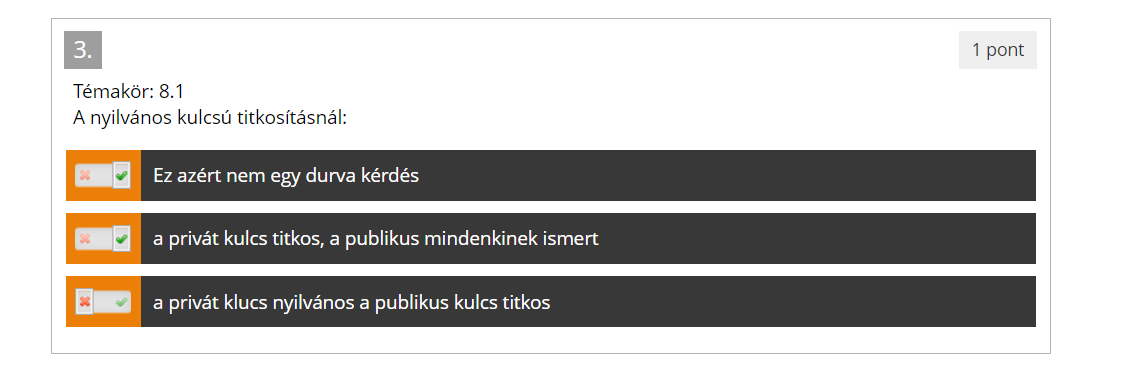 3.
1 pont
Témakör: 8.1
A nyilvános kulcsú titkosításnál:
Ez azért nem egy durva kérdés
a privát kulcs titkos, a publikus mindenkinek ismert
a privát klucs nyilvános a publikus kulcs titkos